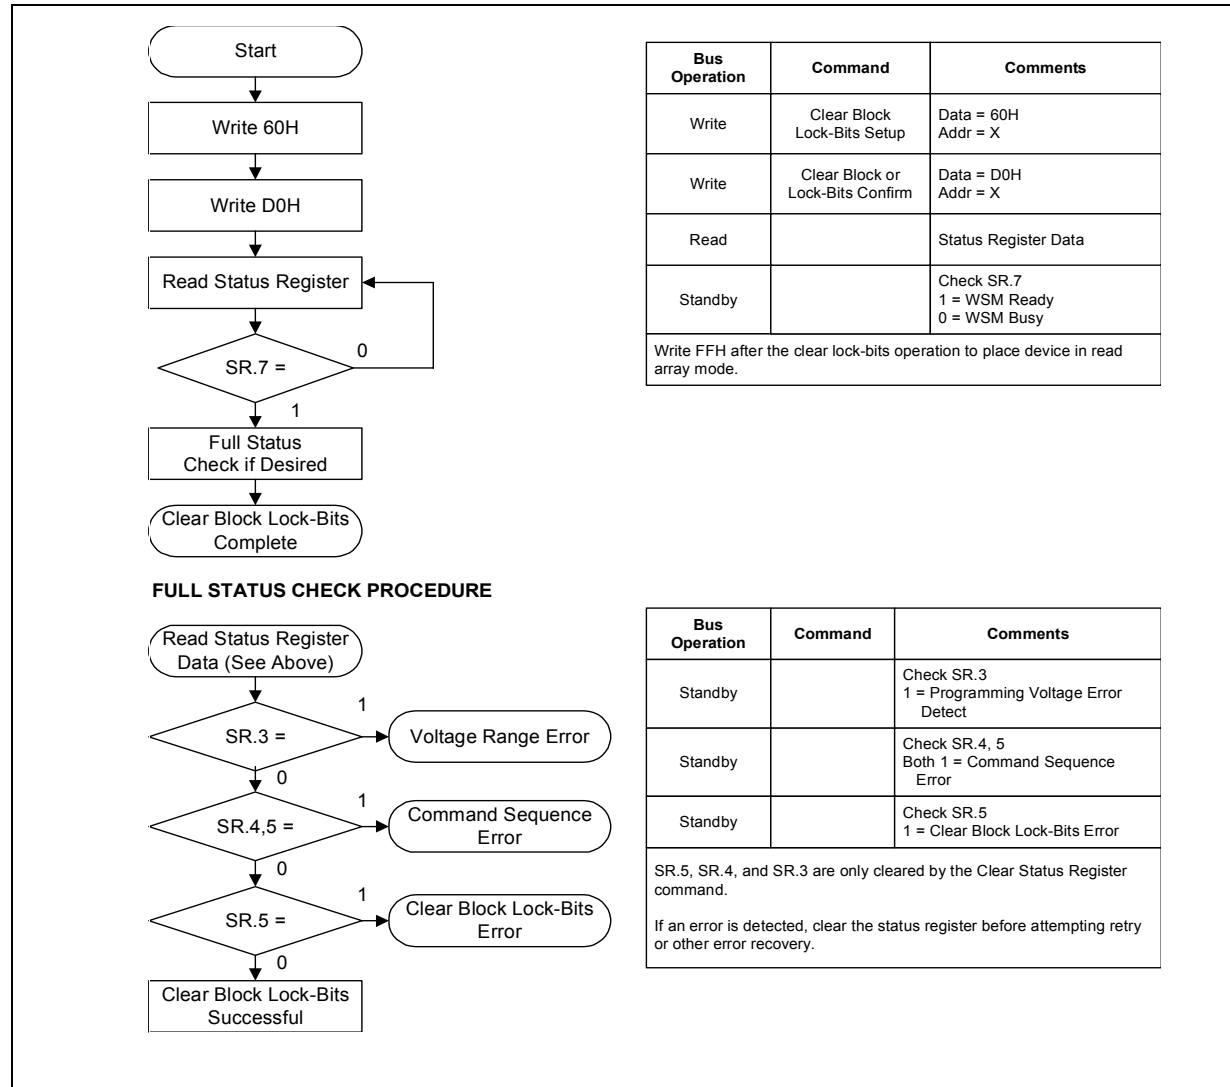 Start
Write 60H
Write D0H
Read Status Register
SR.7 =
0
1
Full Status
Check if Desired
Clear Block Lock-Bits
Complete
Bus
Operation
Command
Comments
Write
Clear Block
Lock-Bits Setup
Data = 60H
Addr = X
Write
Clear Block or
Lock-Bits Confirm
Data = D0H
Addr = X
Read
Status Register Data
Standby
Check SR.7
1 = WSM Ready
0 = WSM Busy
Write FFH after the clear lock-bits operation to place device in read
array mode.
FULL STATUS CHECK PROCEDURE
Read Status Register
Data (See Above)
SR.3 =
1
Voltage Range Error
0
SR.4,5 =
1
Command Sequence
Error
0
SR.5 =
1
Clear Block Lock-Bits
Error
0
Clear Block Lock-Bits
Successful
Bus
Operation
Command
Comments
Standby
Check SR.3
1 = Programming Voltage Error
Detect
Standby
Check SR.4, 5
Both 1 = Command Sequence
Error
Standby
Check SR.5
1 = Clear Block Lock-Bits Error
SR.5, SR.4, and SR.3 are only cleared by the Clear Status Register
command.
If an error is detected, clear the status register before attempting retry
or other error recovery.